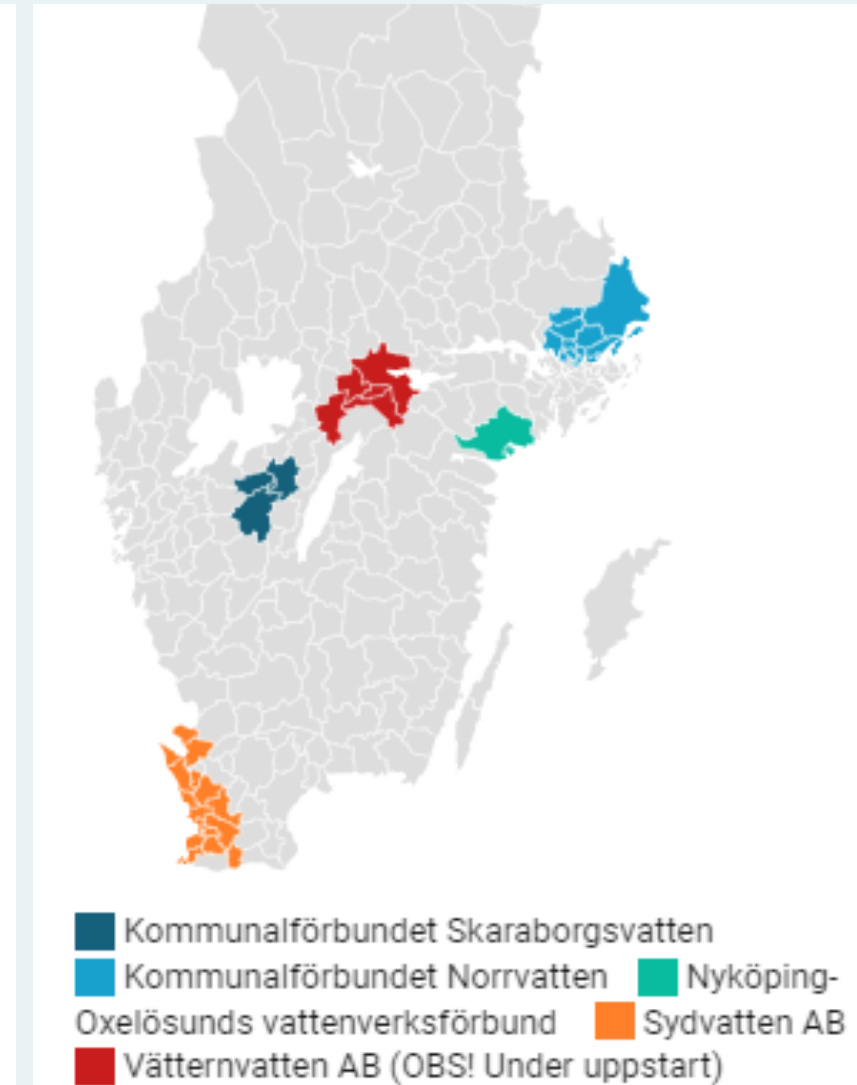 Kommunalförbundet Skaraborgsvatten
Kommunalförbundet Norrvatten Nyköping-
Oxelösunds vattenverksförbund Sydvatten AB
Vätternvatten AB (OBS! Under uppstart)